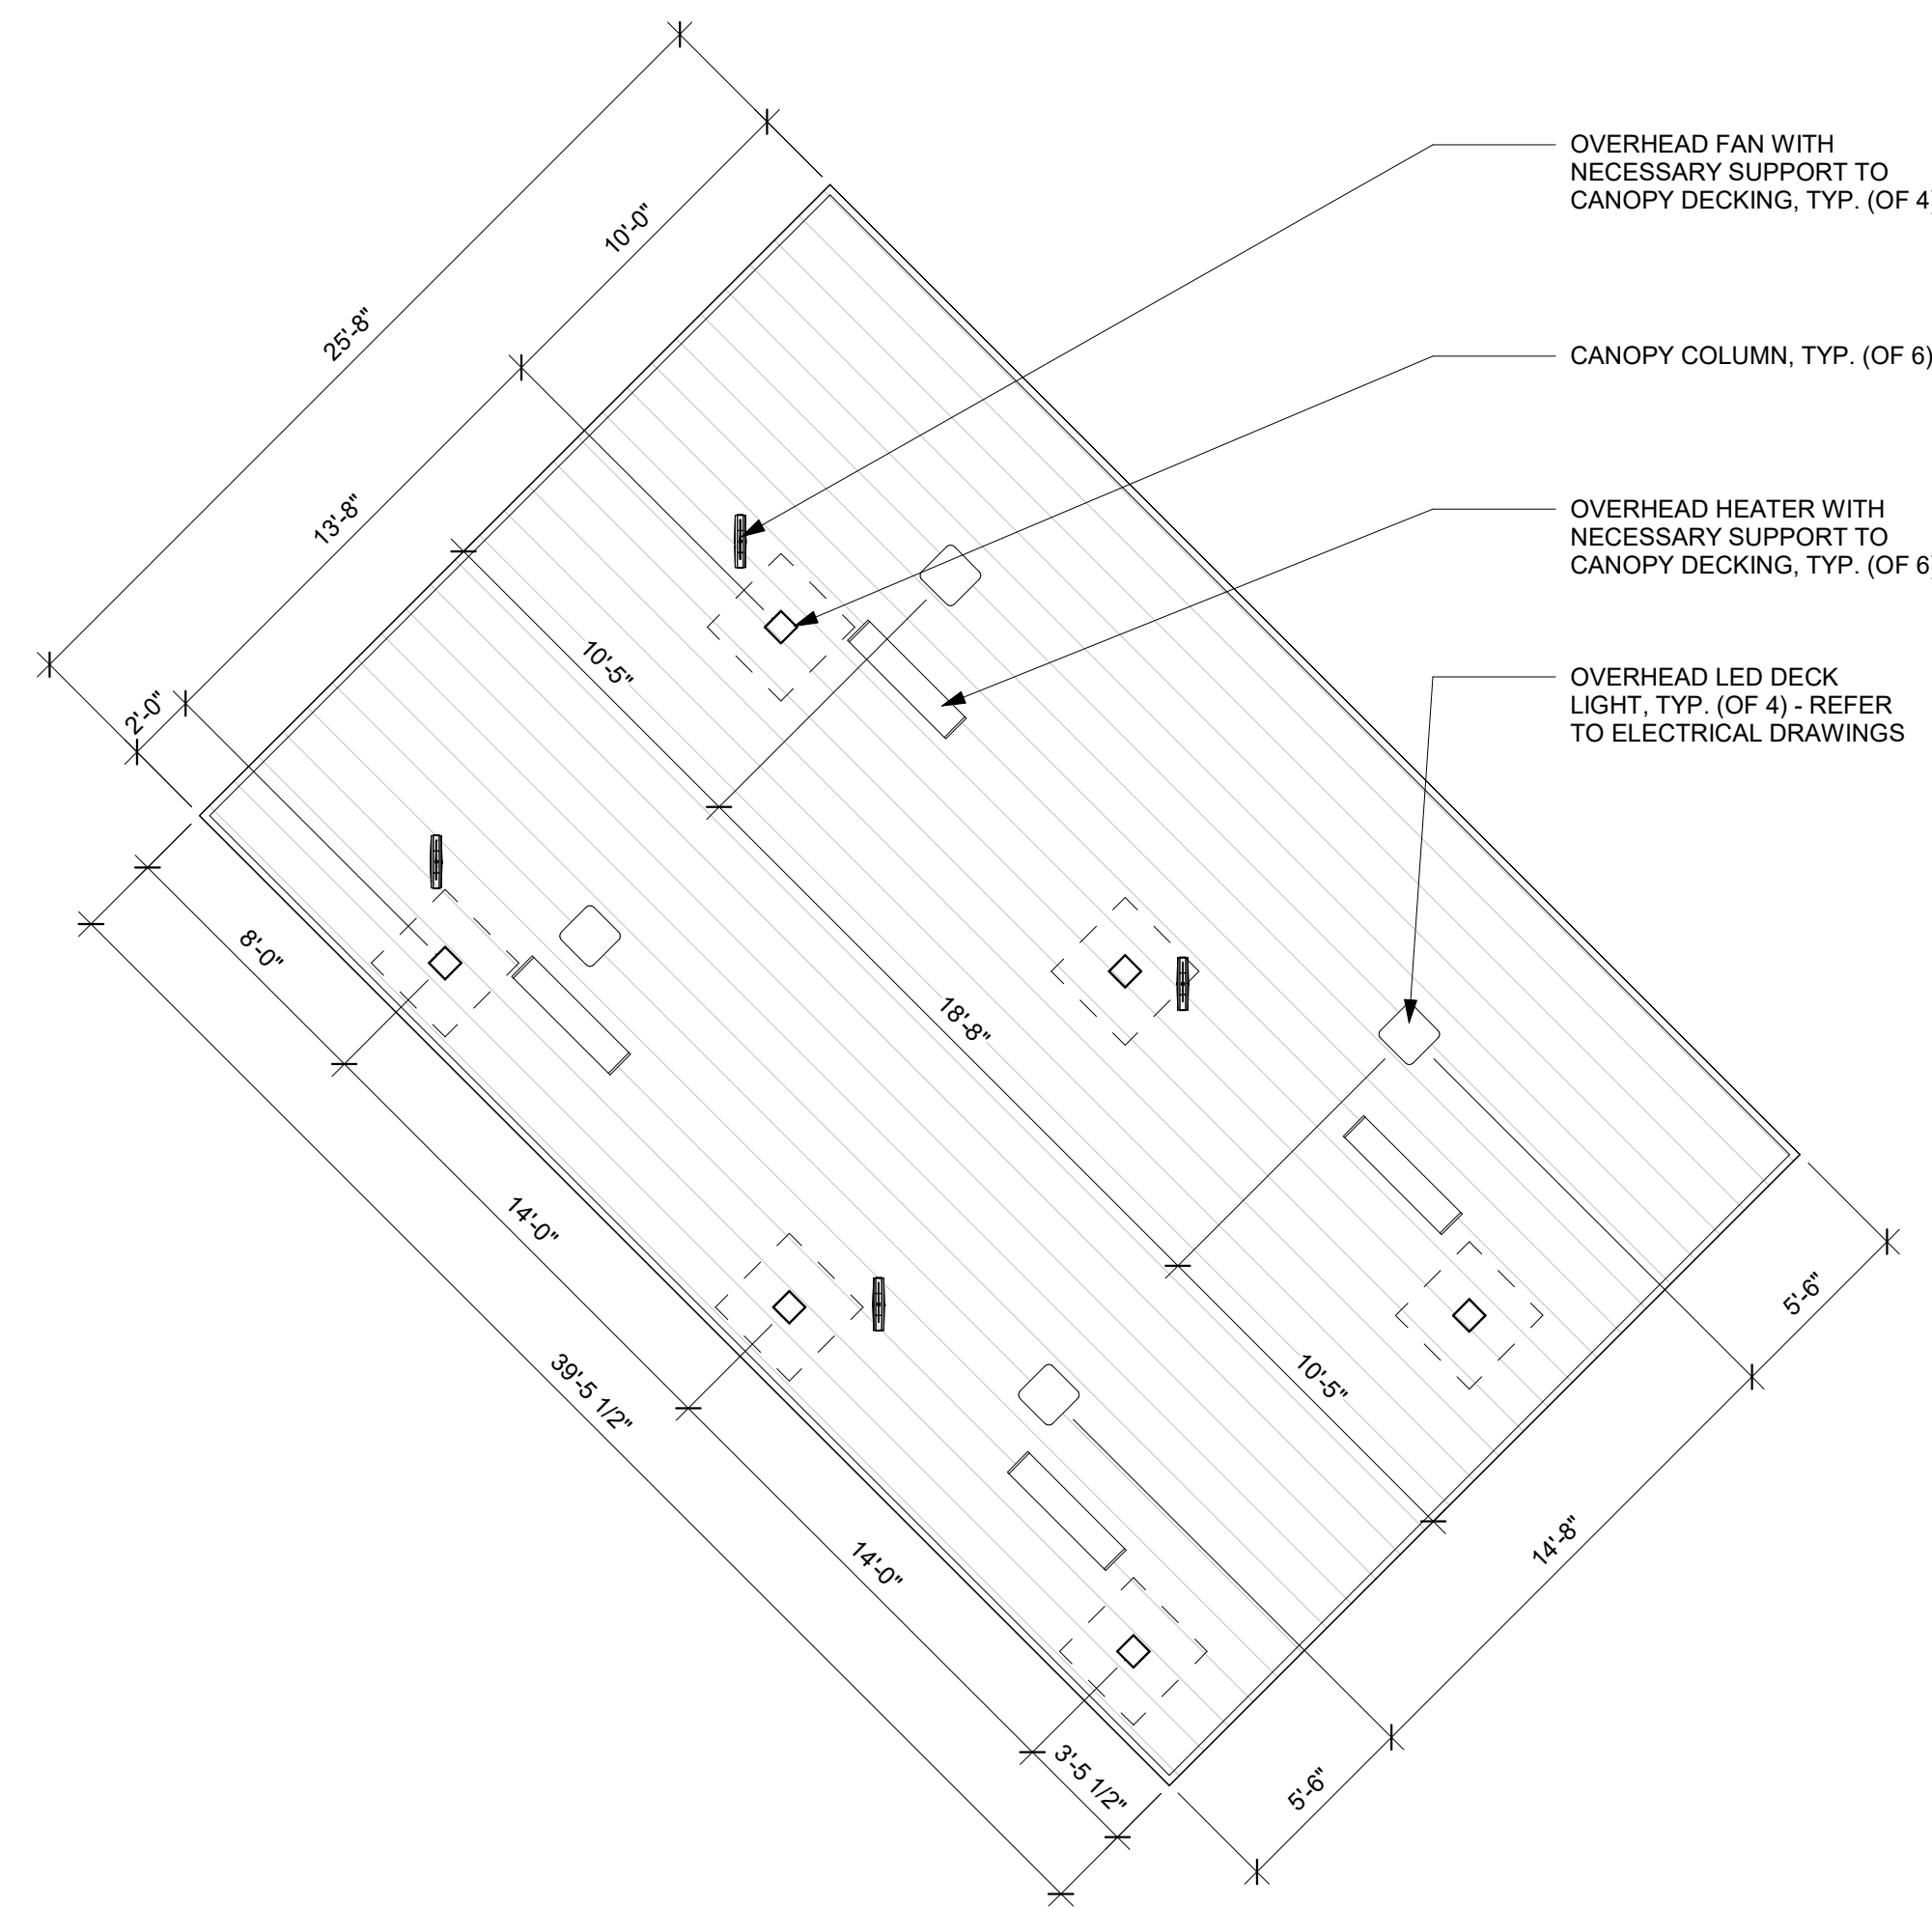 OVERHEAD FAN WITH
NECESSARY SUPPORT TO
CANOPY DECKING, TYP. (OF 4)
CANOPY COLUMN, TYP. (OF 6)
OVERHEAD HEATER WITH
NECESSARY SUPPORT TO
CANOPY DECKING, TYP. (OF 6)
OVERHEAD LED DECK
LIGHT, TYP. (OF 4) - REFER
TO ELECTRICAL DRAWINGS
10'-0"
25'-8"
13'-8"
2'-0"
10'-5"
8'-0"
18'-8"
14'-0"
39'-5 1/2"
10'-5"
5'-6"
14'-8"
14'-0"
3'-5 1/2"
5'-6"